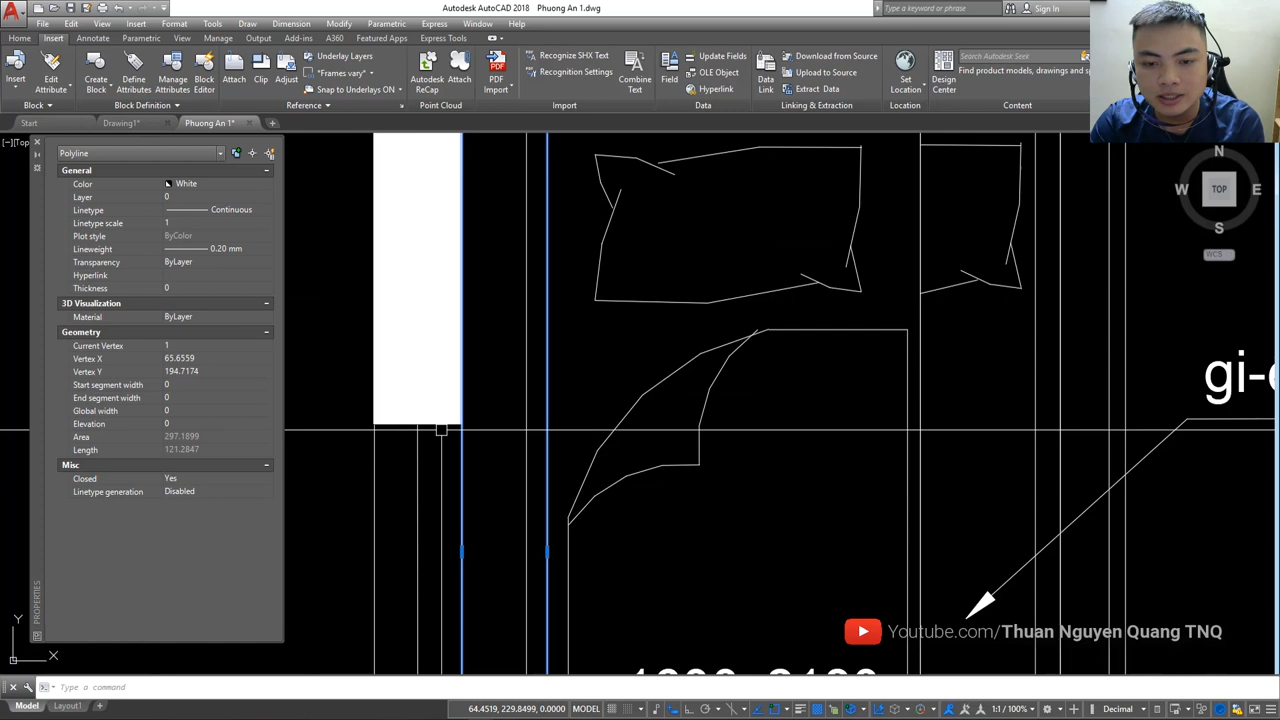 Autodesk AutoCAD 2018 Phuong An 1.dwg
Type a keyword or phrase
Sign In
File Edit View Insert Format Tools Draw Dimension Modify Parametric Express Window Help
Home Insert Annotate Parametric View Manage Output Add-ins A360 Featured Apps Express Tools
Insert
Edit Attribute
Create Block
Define Attributes
Manage Attributes
Block Editor
Attach
Clip
Adjust
Underlay Layers
*Frames vary*
Snap to Underlays ON
Autodesk ReCap
Attach
PDF Import
Recognize SHX Text
Recognition Settings
Combine Text
Field
Update Fields
OLE Object
Hyperlink
Data Link
Download from Source
Upload to Source
Extract Data
Set Location
Design Center
Search Autodesk Seek
Find product models, drawings and
Block Block Definition Reference Point Cloud Import Data Linking & Extraction Location Content
Start Drawing1* Phuong An 1*
[−][Top
Polyline
General
Color White
Layer 0
Linetype Continuous
Linetype scale 1
Plot style ByColor
Lineweight 0.20 mm
Transparency ByLayer
Hyperlink
Thickness 0
3D Visualization
Material ByLayer
Geometry
Current Vertex 1
Vertex X 65.6559
Vertex Y 194.7174
Start segment width 0
End segment width 0
Global width 0
Elevation 0
Area 297.1899
Length 121.2847
Misc
Closed Yes
Linetype generation Disabled
PROPERTIES
N
W TOP E
S
WCS
Youtube.com/Thuan Nguyen Quang TNQ
Y
X
Type a command
Model Layout1
64.4519, 229.8499, 0.0000 MODEL 1:1 / 100% Decimal